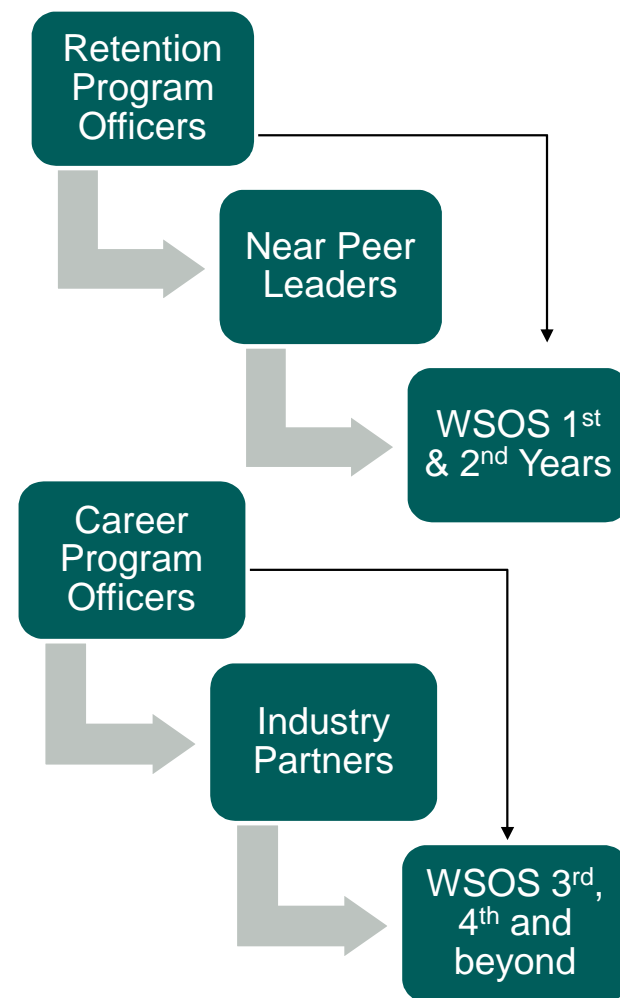 Retention
Program
Officers
Near Peer
Leaders
WSOS 1st
& 2nd Years
Career
Program
Officers
Industry
Partners
WSOS 3rd,
4th and
beyond